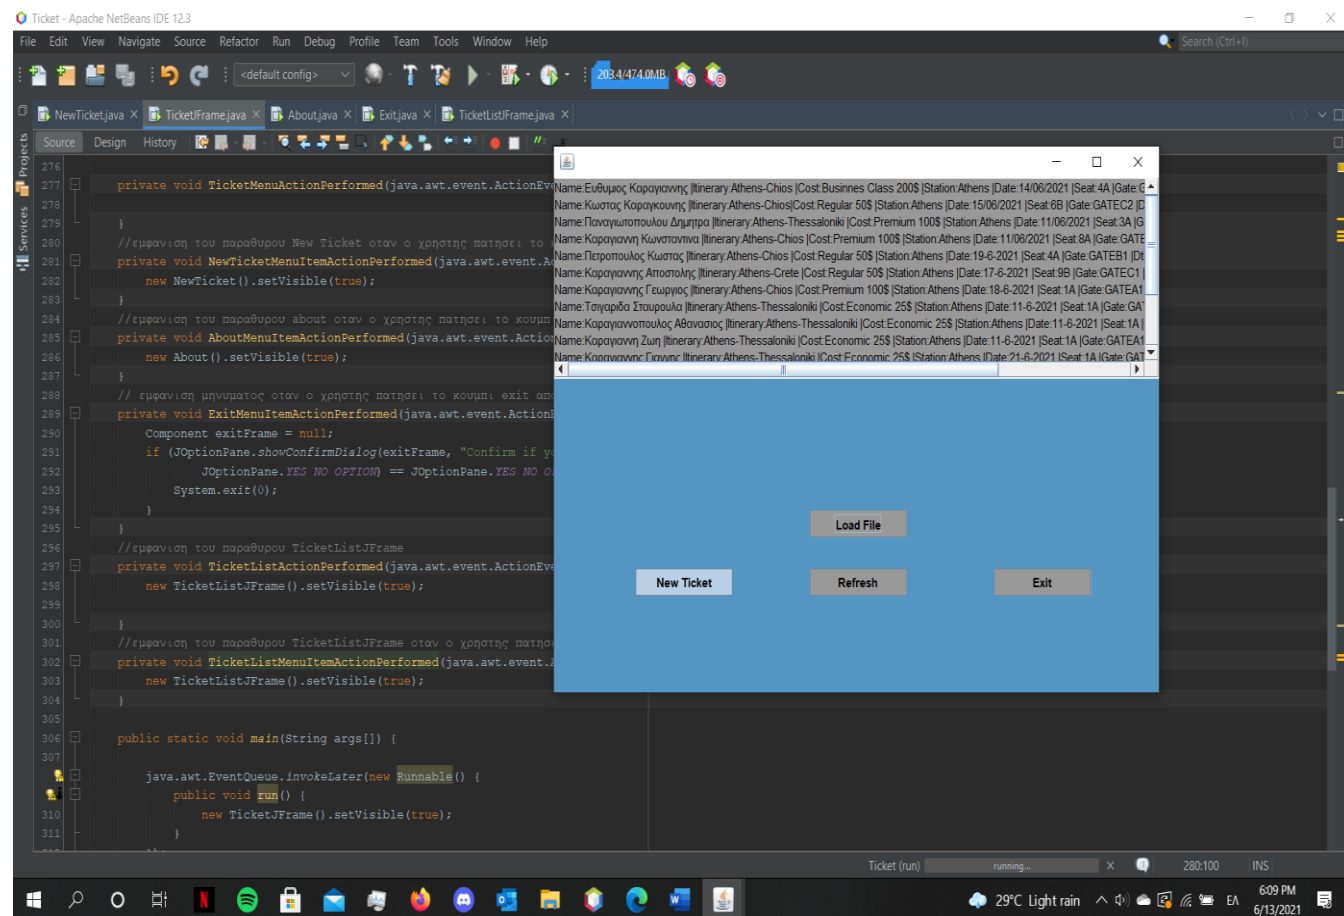 Ticket - Apache NetBeans IDE 12.3
File Edit View Navigate Source Refactor Run Debug Profile Team Tools Window Help
Search (Ctrl+I)
<default config>
203.4/474.0MB
NewTicket.java
TicketJFrame.java
About.java
Exit.java
TicketListJFrame.java
Source Design History
Projects
Services
276
277 private void TicketMenuActionPerformed(java.awt.event.ActionEve
278
279 }
280 //εμφανιση του παραθυρου New Ticket οταν ο χρηστης πατησει το
281 private void NewTicketMenuItemActionPerformed(java.awt.event.A
282 new NewTicket().setVisible(true);
283 }
284 //εμφανιση του παραθυρου about οταν ο χρηστης πατησει το κουμπ
285 private void AboutMenuItemActionPerformed(java.awt.event.Action
286 new About().setVisible(true);
287 }
288 // εμφανιση μηνυματος οταν ο χρηστης πατησει το κουμπι exit απο
289 private void ExitMenuItemActionPerformed(java.awt.event.ActionE
290 Component exitFrame = null;
291 if (JOptionPane.showConfirmDialog(exitFrame, "Confirm if yo
292 JOptionPane.YES_NO_OPTION) == JOptionPane.YES_NO_O
293 System.exit(0);
294 }
295 }
296 //εμφανιση του παραθυρου TicketListJFrame
297 private void TicketListActionPerformed(java.awt.event.ActionEve
298 new TicketListJFrame().setVisible(true);
299
300 }
301 //εμφανιση του παραθυρου TicketListJFrame οταν ο χρηστης πατησε
302 private void TicketListMenuItemActionPerformed(java.awt.event.A
303 new TicketListJFrame().setVisible(true);
304 }
305
306 public static void main(String args[]) {
307
java.awt.EventQueue.invokeLater(new Runnable() {
public void run() {
310 new TicketJFrame().setVisible(true);
311 }
Name:Ευθυμιος Καραγιαννης |Itinerary:Athens-Chios |Cost:Businnes Class 200$ |Station:Athens |Date:14/06/2021 |Seat:4A |Gate:G
Name:Κωστας Καραγκουνης |Itinerary:Athens-Chios|Cost:Regular 50$ |Station:Athens |Date:15/06/2021 |Seat:6B |Gate:GATEC2 |D
Name:Παναγιωτοπουλου Δημητρα |Itinerary:Athens-Thessaloniki |Cost:Premium 100$ |Station:Athens |Date:11/06/2021 |Seat:3A |G
Name:Καραγιαννη Κωνσταντινα |Itinerary:Athens-Chios |Cost:Premium 100$ |Station:Athens |Date:11/06/2021 |Seat:8A |Gate:GATE
Name:Πετροπουλος Κωστας |Itinerary:Athens-Chios |Cost:Regular 50$ |Station:Athens |Date:19-6-2021 |Seat:4A |Gate:GATEB1 |Dt
Name:Καραγιαννης Αποστολης |Itinerary:Athens-Crete |Cost:Regular 50$ |Station:Athens |Date:17-6-2021 |Seat:9B |Gate:GATEC1 |
Name:Καραγιαννης Γεωργιος |Itinerary:Athens-Chios |Cost:Premium 100$ |Station:Athens |Date:18-6-2021 |Seat:1A |Gate:GATEA1
Name:Τσιγαριδα Σταυρουλα |Itinerary:Athens-Thessaloniki |Cost:Economic 25$ |Station:Athens |Date:11-6-2021 |Seat:1A |Gate:GA
Name:Καραγιαννοπουλος Αθανασιος |Itinerary:Athens-Thessaloniki |Cost:Economic 25$ |Station:Athens |Date:11-6-2021 |Seat:1A |
Name:Καραγιαννη Ζωη |Itinerary:Athens-Thessaloniki |Cost:Economic 25$ |Station:Athens |Date:11-6-2021 |Seat:1A |Gate:GATEA1
Name:Καραγιαννης Γιαννης |Itinerary:Athens-Thessaloniki |Cost:Economic 25$ |Station:Athens |Date:21-6-2021 |Seat:1A |Gate:GAT
Load File
New Ticket Refresh Exit
Ticket (run) running... 280:100 INS
29°C Light rain ΕΛ
6:09 PM
6/13/2021